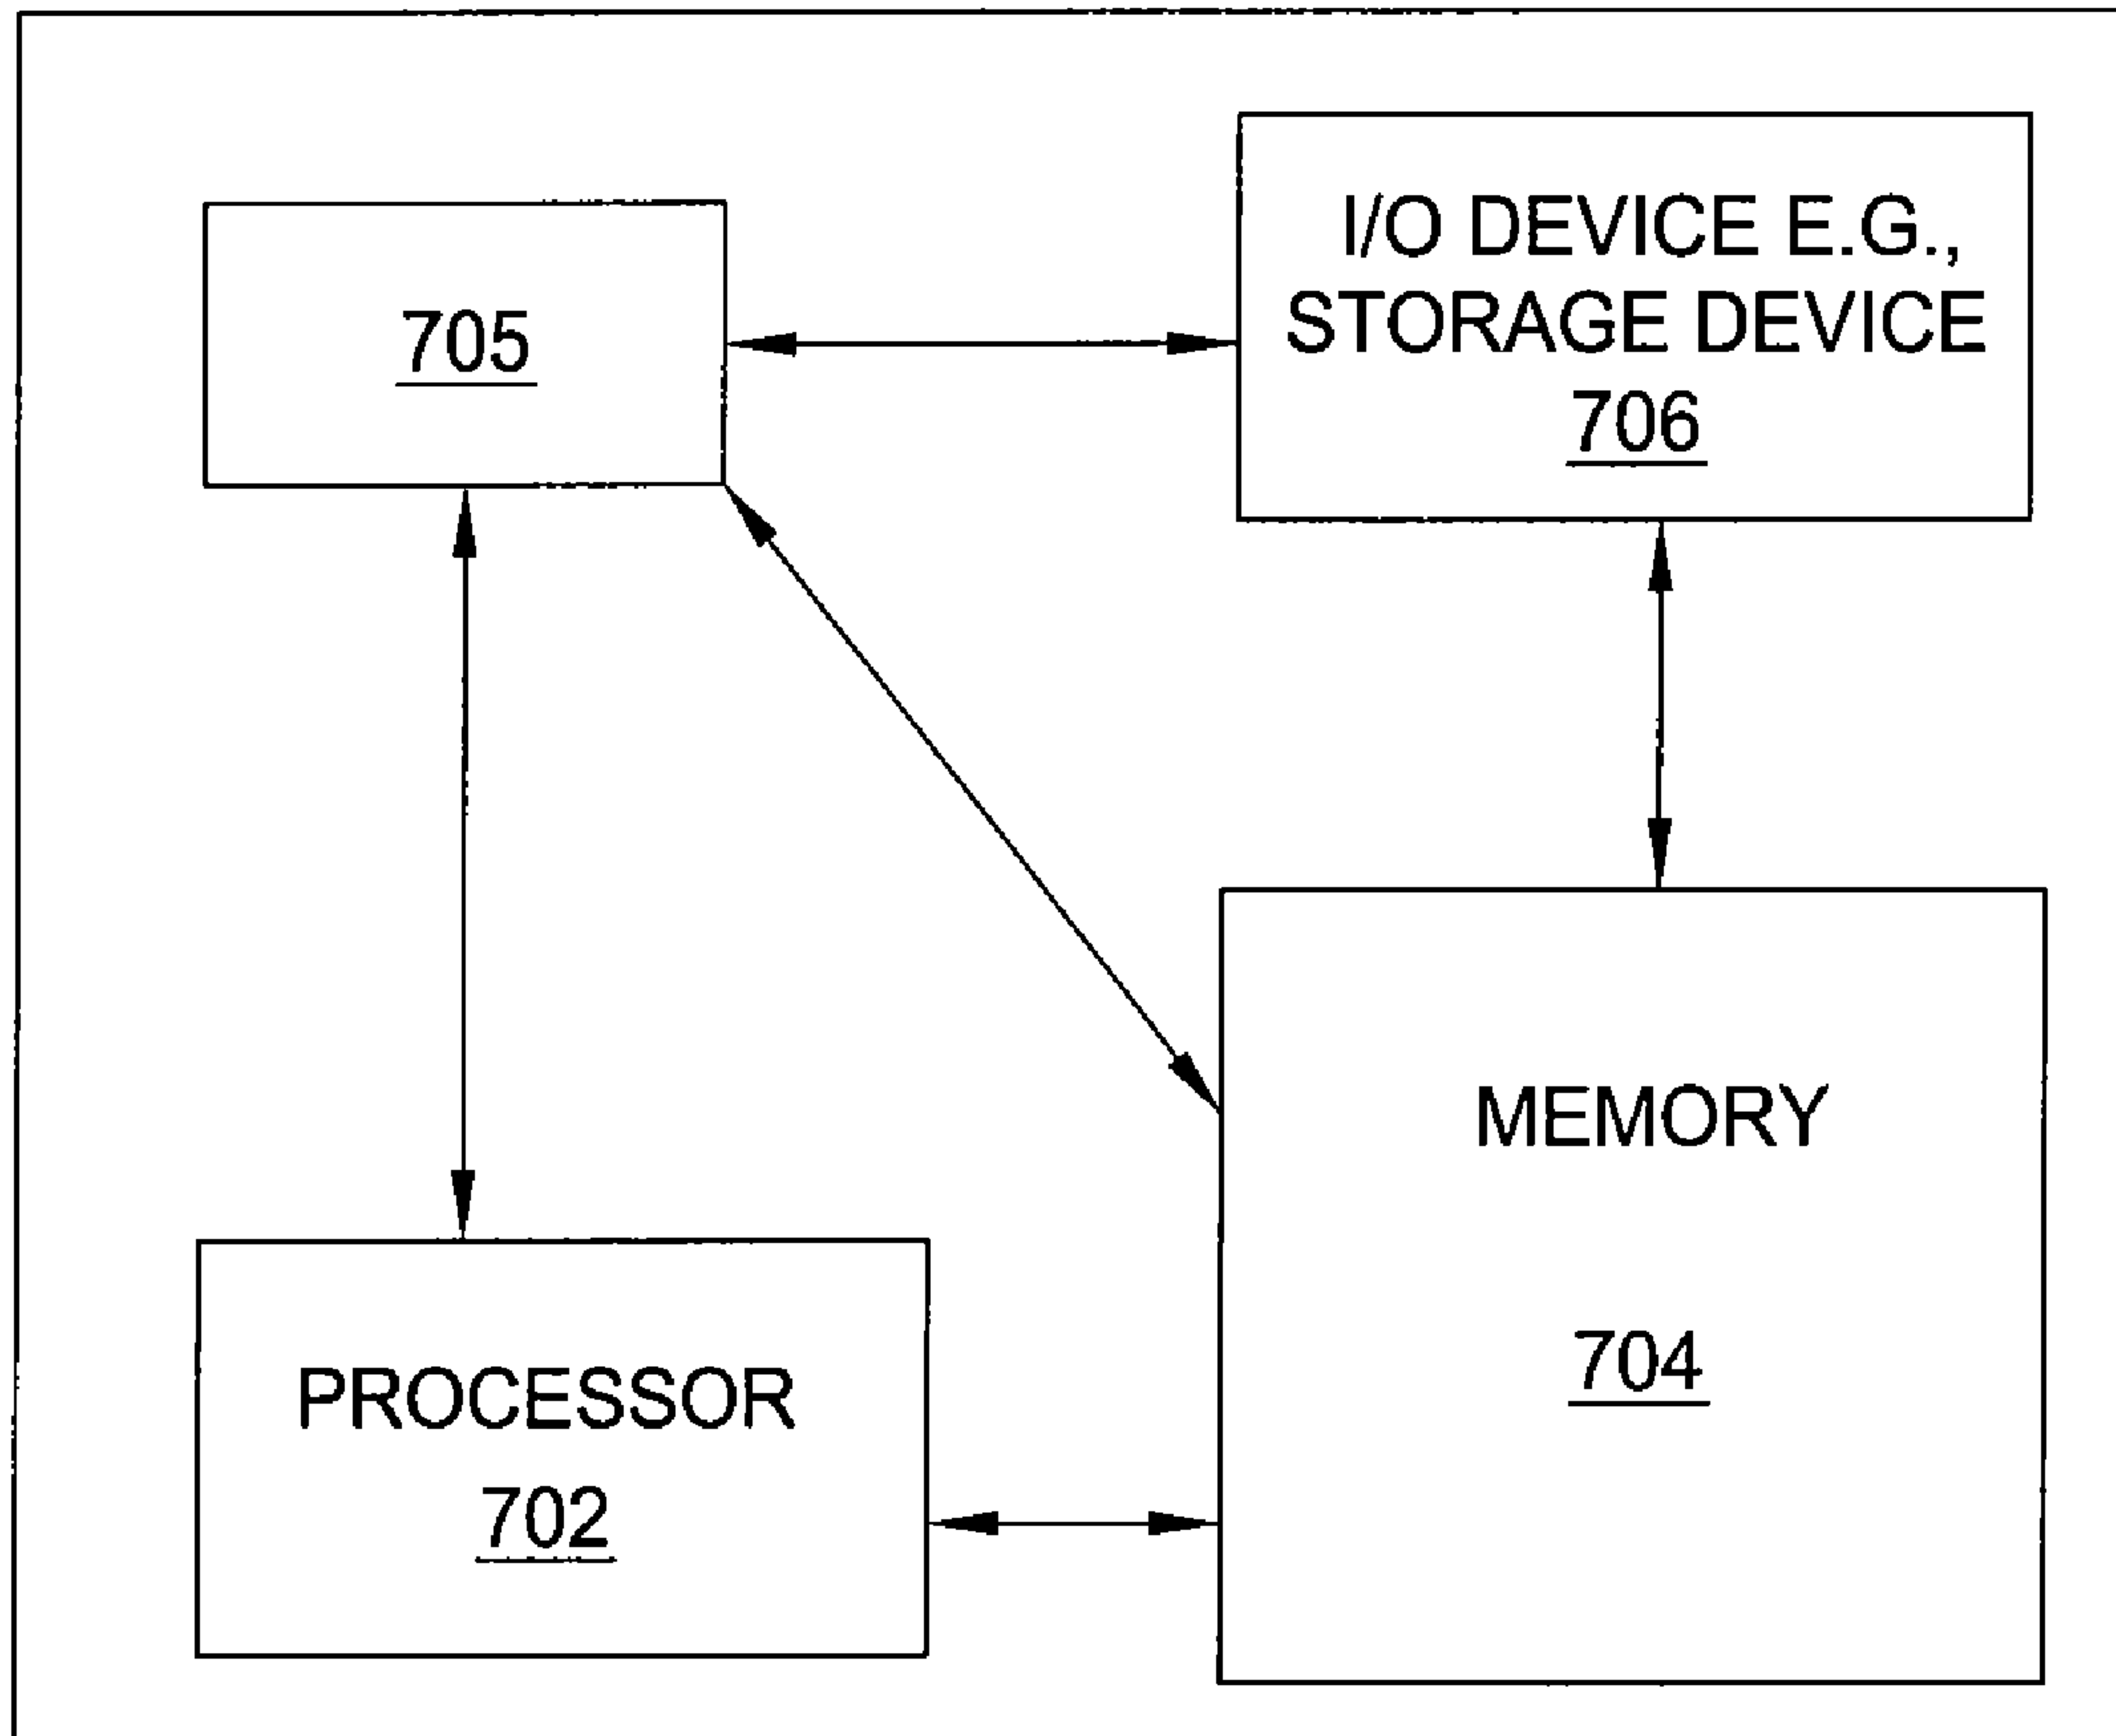 705
I/O DEVICE E.G.,
STORAGE DEVICE
706
MEMORY
704
PROCESSOR
702